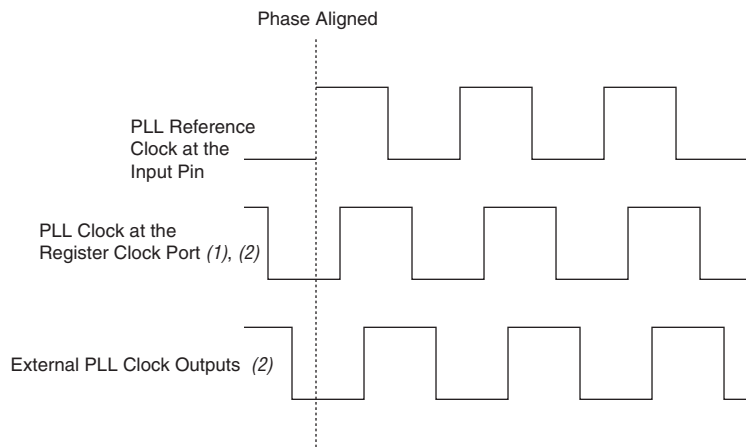 Phase Aligned
PLL Reference
Clock at the
Input Pin
PLL Clock at the
Register Clock Port (1), (2)
External PLL Clock Outputs (2)